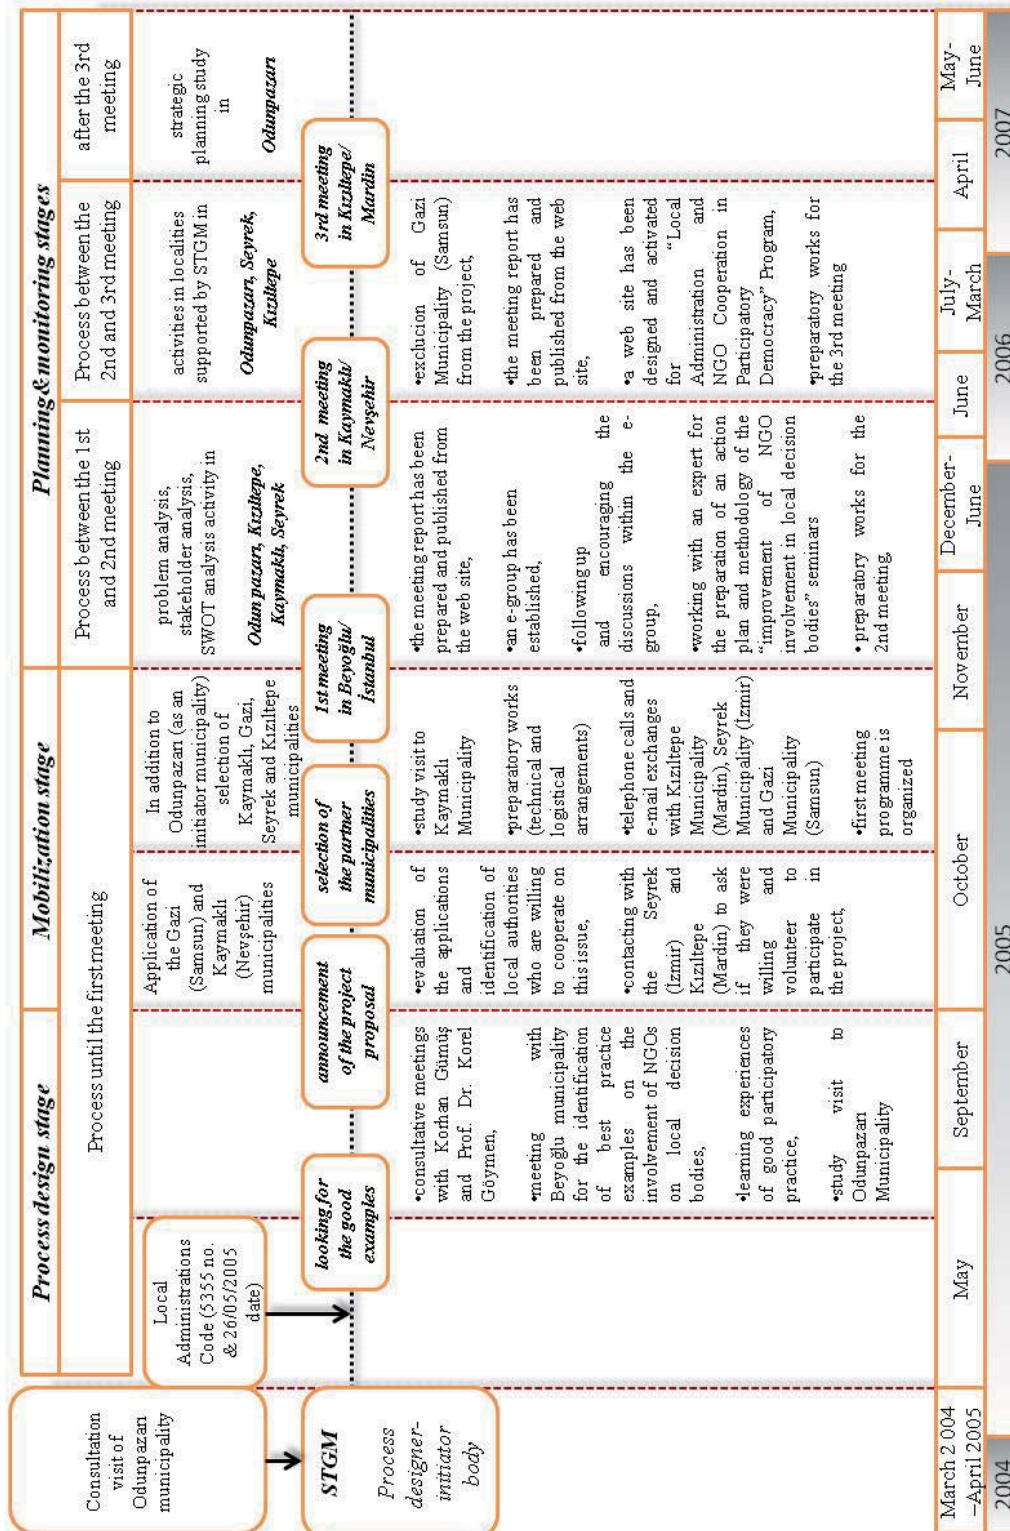 Process design stage
Mobilization stage
Planning&monitoring stages
Process until the first meeting
Process between the 1st
and 2nd meeting
Process between the
2nd and 3rd meeting
after the 3rd
meeting
Consultation
visit of
Odunpazarı
municipality
Local
Administrations
Code (5355 no.
& 26/05/2005
date)
Application of
the Gazi
(Samsun) and
Kaymaklı
(Nevşehir)
municipalities
In addition to
Odunpazarı (as an
initiator municipality)
selection of
Kaymaklı, Gazi,
Seyrek and Kızıltepe
municipalities
problem analysis,
stakeholder analysis,
SWOT analysis activity in
Odunpazarı, Kızıltepe,
Kaymaklı, Seyrek
activities in localities
supported by STGM in
Odunpazarı, Seyrek,
Kızıltepe
strategic
planning study
in
Odunpazarı
STGM
Process
designer-
initiator
body
looking for
the good
examples
anouncement
of the project
proposal
selection of
the partner
municipalities
1st meeting
in Beyoğlu/
İstanbul
2nd meeting
in Kaymaklı/
Nevşehir
3rd meeting
in Kızıltepe/
Mardin
•consultative meetings
with Korhan Gümüş
and Prof. Dr. Korel
Göymen,
•meeting with
Beyoğlu municipality
for the identification
of best practice
examples on the
involvement of NGOs
on local decision
bodies,
•learning experiences
of good participatory
practice,
•study visit to
Odunpazarı
Municipality
•evaluation of
the applications
and
identification of
local authorities
who are willing
to cooperate on
this issue,
•contacting with
the Seyrek
(İzmir) and
Kızıltepe
(Mardin) to ask
if they were
willing and
volunteer to
participate in
the project,
•study visit to
Kaymaklı
Municipality
•preparatory works
(technical and
logistical
arrangements)
•telephone calls and
e-mail exchanges
with Kızıltepe
Municipality
(Mardin), Seyrek
Municipality (İzmir)
and Gazi
Municipality
(Samsun)
•first meeting
programme is
organized
•the meeting report has been
prepared and published from
the web site,
•an e-group has been
established,
•following up
and encouraging the
discussions within the e-
group,
•working with an expert for
the preparation of an action
plan and methodology of the
“improvement of NGO
involvement in local decision
bodies” seminars
•preparatory works for the
2nd meeting,
•exclucion of Gazi
Municipality (Samsun)
from the project,
•the meeting report has
been prepared and
published from the web
site,
•a web site has been
designed and activated
for “Local
Administration and
NGO Cooperation in
Participatory
Democracy” Program,
•preparatory works for
the 3rd meeting
March 2004
–April 2005
May
September
October
November
December-
June
June
July-
March
April
May-
June
2004
2005
2006
2007